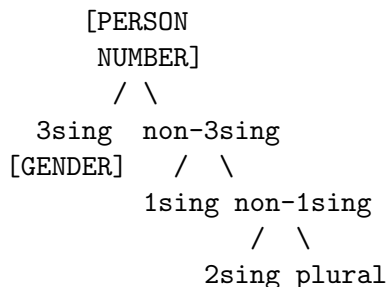 [PERSON
NUMBER]
/ \
3sing non-3sing
[GENDER] / \
1sing non-1sing
/ \
2sing plural